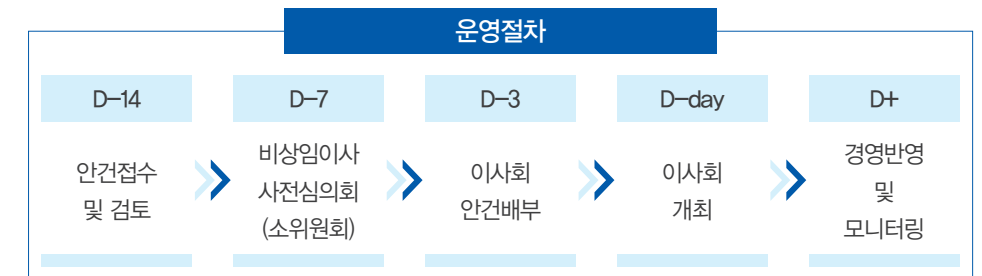 운영절차
D-14
안건접수
및 검토
D-7
비상임이사
사전심의회
(소위원회)
D-3
이사회
안건배부
D-day
이사회
개최
D+
경영반영
및
모니터링